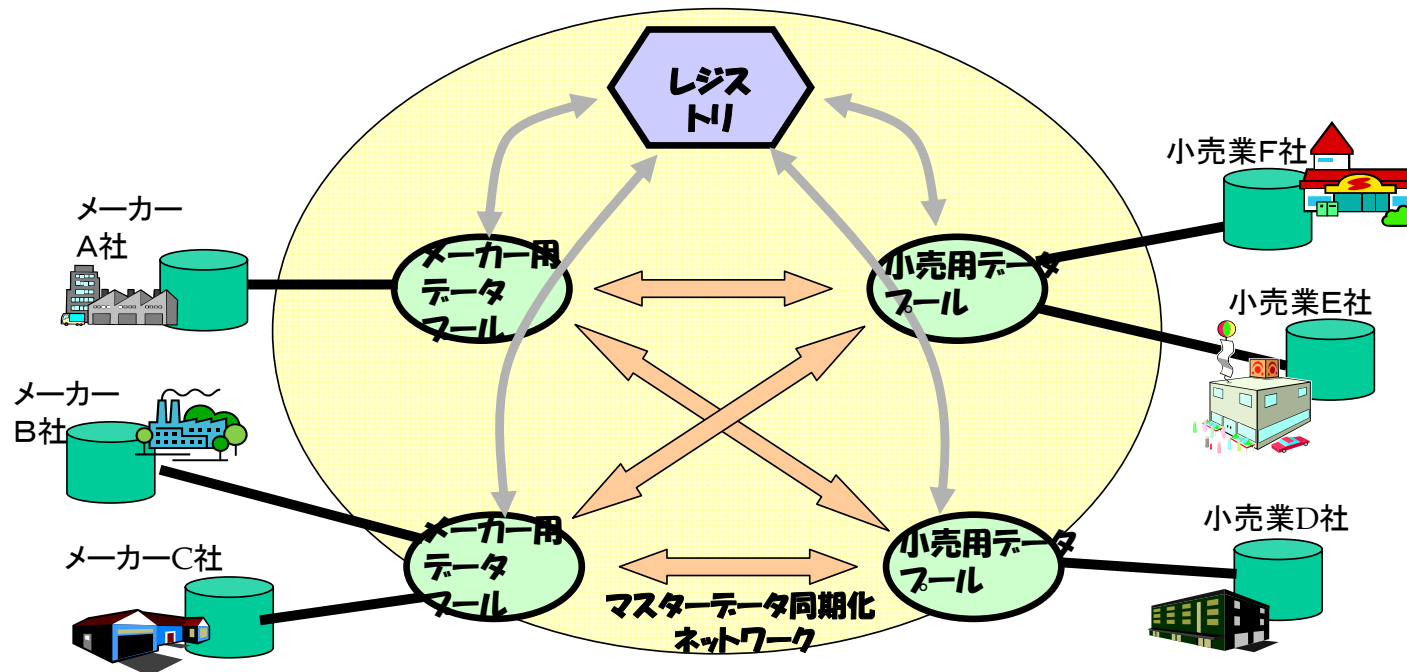 レジス
トリ
小売業F社
メーカー
A社
メーカー用
データ
プール
小売用データ
プール
小売業E社
メーカー
B社
メーカー用
データ
プール
小売用データ
プール
小売業D社
メーカーC社
マスターデータ同期化
ネットワーク